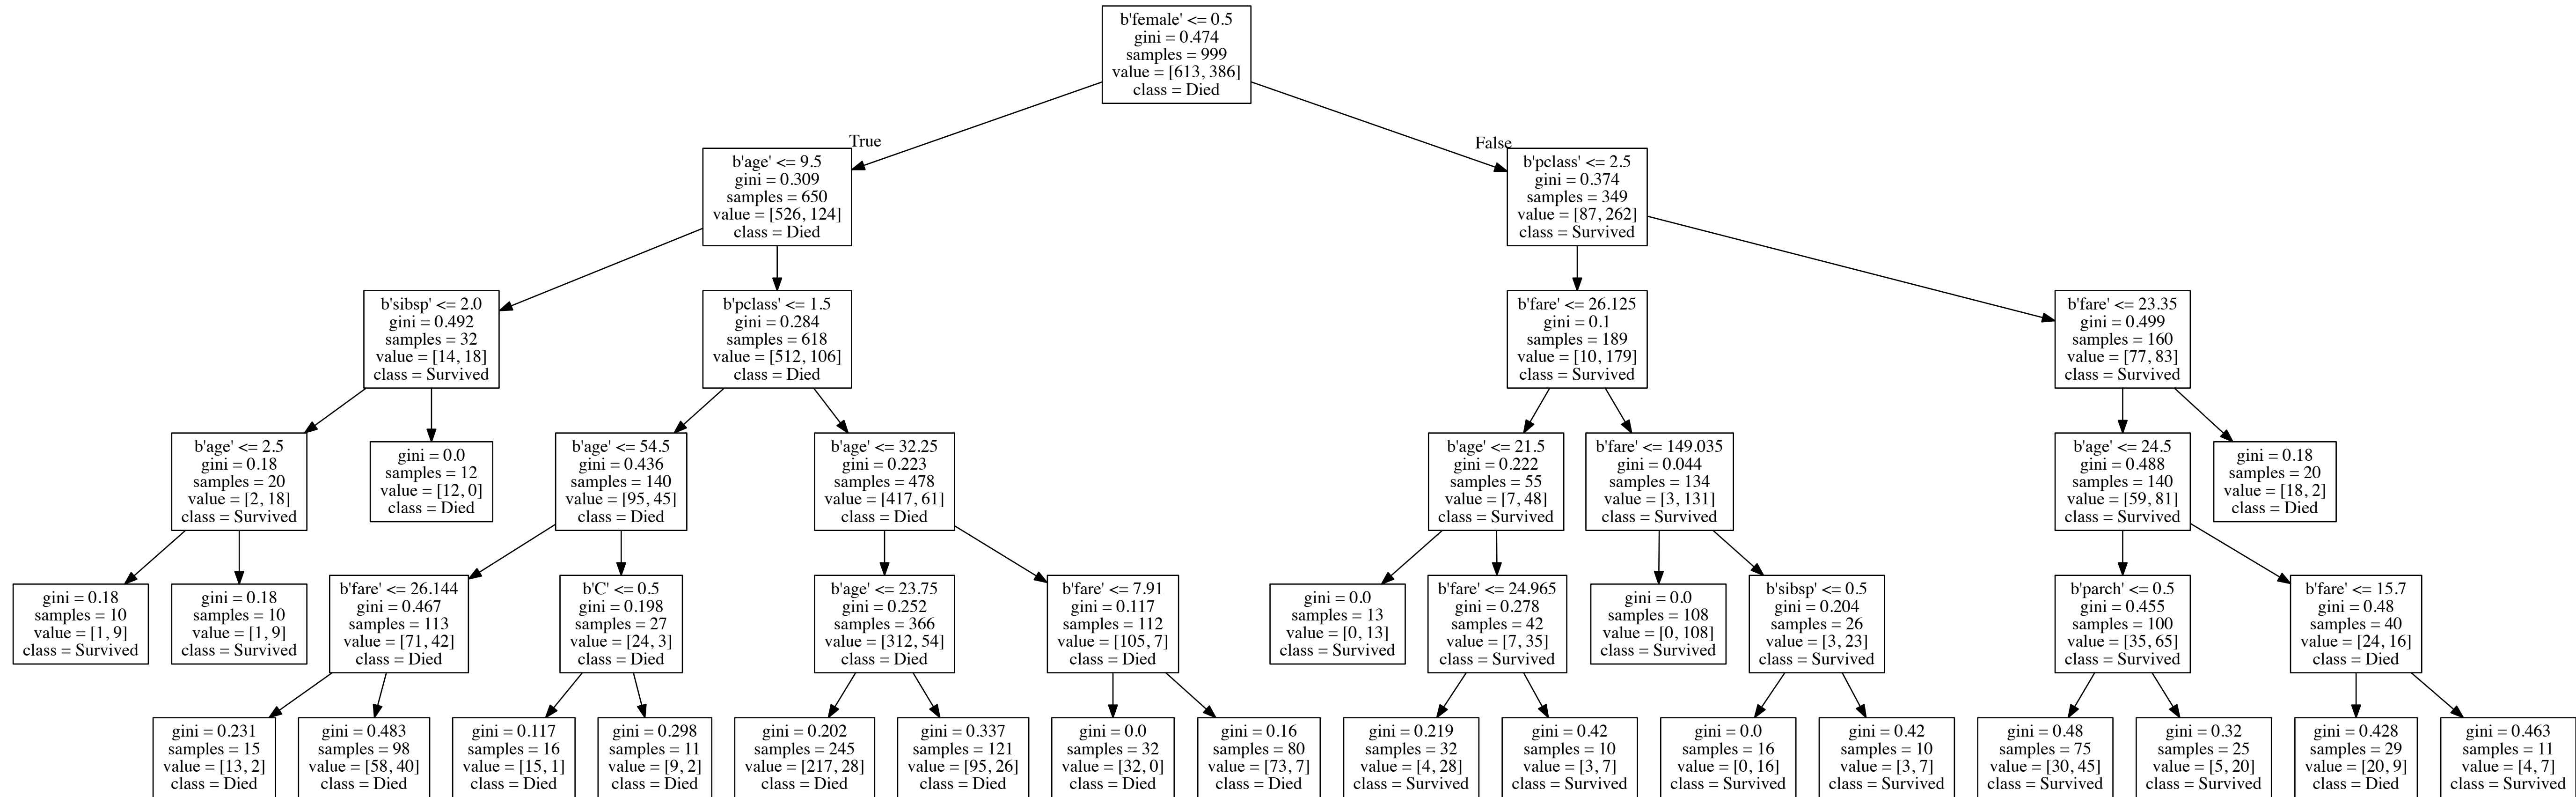 b'female' <= 0.5
gini = 0.474
samples = 999
value = [613, 386]
class = Died
True
False
b'age' <= 9.5
gini = 0.309
samples = 650
value = [526, 124]
class = Died
b'pclass' <= 2.5
gini = 0.374
samples = 349
value = [87, 262]
class = Survived
b'sibsp' <= 2.0
gini = 0.492
samples = 32
value = [14, 18]
class = Survived
b'pclass' <= 1.5
gini = 0.284
samples = 618
value = [512, 106]
class = Died
b'fare' <= 26.125
gini = 0.1
samples = 189
value = [10, 179]
class = Survived
b'fare' <= 23.35
gini = 0.499
samples = 160
value = [77, 83]
class = Survived
b'age' <= 2.5
gini = 0.18
samples = 20
value = [2, 18]
class = Survived
gini = 0.0
samples = 12
value = [12, 0]
class = Died
b'age' <= 54.5
gini = 0.436
samples = 140
value = [95, 45]
class = Died
b'age' <= 32.25
gini = 0.223
samples = 478
value = [417, 61]
class = Died
b'age' <= 21.5
gini = 0.222
samples = 55
value = [7, 48]
class = Survived
b'fare' <= 149.035
gini = 0.044
samples = 134
value = [3, 131]
class = Survived
b'age' <= 24.5
gini = 0.488
samples = 140
value = [59, 81]
class = Survived
gini = 0.18
samples = 20
value = [18, 2]
class = Died
gini = 0.18
samples = 10
value = [1, 9]
class = Survived
gini = 0.18
samples = 10
value = [1, 9]
class = Survived
b'fare' <= 26.144
gini = 0.467
samples = 113
value = [71, 42]
class = Died
b'C' <= 0.5
gini = 0.198
samples = 27
value = [24, 3]
class = Died
b'age' <= 23.75
gini = 0.252
samples = 366
value = [312, 54]
class = Died
b'fare' <= 7.91
gini = 0.117
samples = 112
value = [105, 7]
class = Died
gini = 0.0
samples = 13
value = [0, 13]
class = Survived
b'fare' <= 24.965
gini = 0.278
samples = 42
value = [7, 35]
class = Survived
gini = 0.0
samples = 108
value = [0, 108]
class = Survived
b'sibsp' <= 0.5
gini = 0.204
samples = 26
value = [3, 23]
class = Survived
b'parch' <= 0.5
gini = 0.455
samples = 100
value = [35, 65]
class = Survived
b'fare' <= 15.7
gini = 0.48
samples = 40
value = [24, 16]
class = Died
gini = 0.231
samples = 15
value = [13, 2]
class = Died
gini = 0.483
samples = 98
value = [58, 40]
class = Died
gini = 0.117
samples = 16
value = [15, 1]
class = Died
gini = 0.298
samples = 11
value = [9, 2]
class = Died
gini = 0.202
samples = 245
value = [217, 28]
class = Died
gini = 0.337
samples = 121
value = [95, 26]
class = Died
gini = 0.0
samples = 32
value = [32, 0]
class = Died
gini = 0.16
samples = 80
value = [73, 7]
class = Died
gini = 0.219
samples = 32
value = [4, 28]
class = Survived
gini = 0.42
samples = 10
value = [3, 7]
class = Survived
gini = 0.0
samples = 16
value = [0, 16]
class = Survived
gini = 0.42
samples = 10
value = [3, 7]
class = Survived
gini = 0.48
samples = 75
value = [30, 45]
class = Survived
gini = 0.32
samples = 25
value = [5, 20]
class = Survived
gini = 0.428
samples = 29
value = [20, 9]
class = Died
gini = 0.463
samples = 11
value = [4, 7]
class = Survived